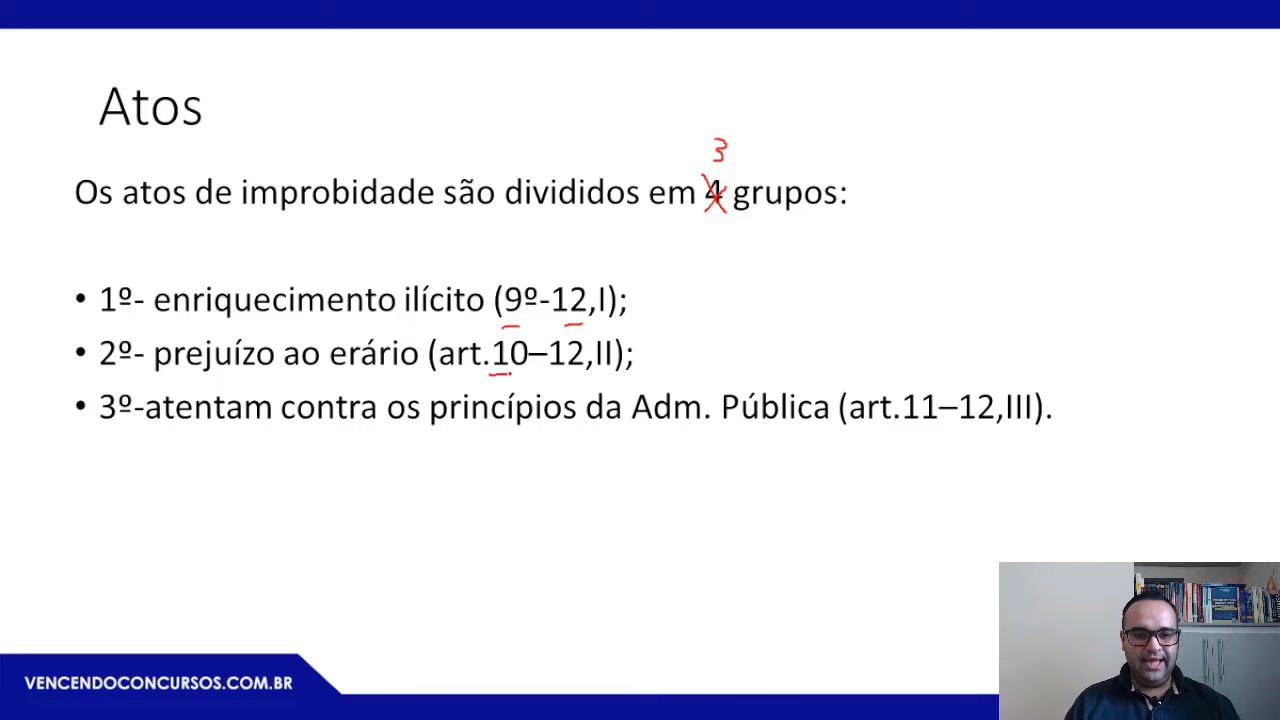 Atos
3
Os atos de improbidade são divididos em 4 grupos:
• 1º- enriquecimento ilícito (9º-12,I);
• 2º- prejuízo ao erário (art.10–12,II);
• 3º-atentam contra os princípios da Adm. Pública (art.11–12,III).
VENCENDOCONCURSOS.COM.BR